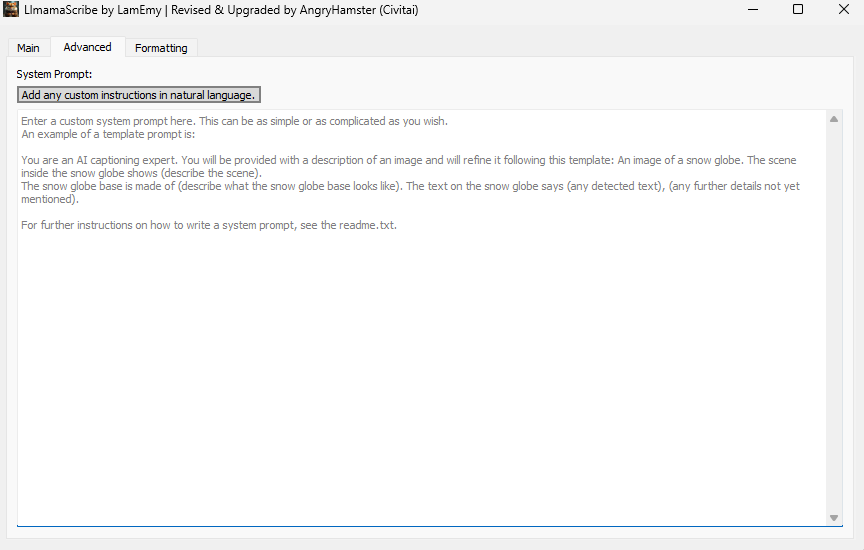 LlmamaScribe by LamEmy | Revised & Upgraded by AngryHamster (Civitai)
Main
Advanced
Formatting
System Prompt:
Add any custom instructions in natural language.
Enter a custom system prompt here. This can be as simple or as complicated as you wish.
An example of a template prompt is:
You are an AI captioning expert. You will be provided with a description of an image and will refine it following this template: An image of a snow globe. The scene
inside the snow globe shows (describe the scene).
The snow globe base is made of (describe what the snow globe base looks like). The text on the snow globe says (any detected text), (any further details not yet
mentioned).
For further instructions on how to write a system prompt, see the readme.txt.